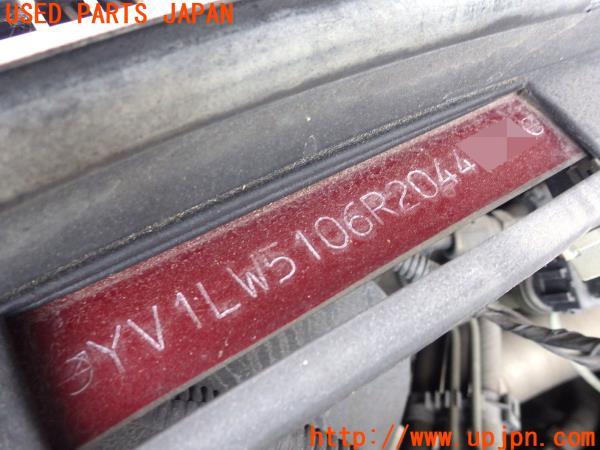 USED PARTS JAPAN
YV1LW5106R2044
http://www.upjpn.com